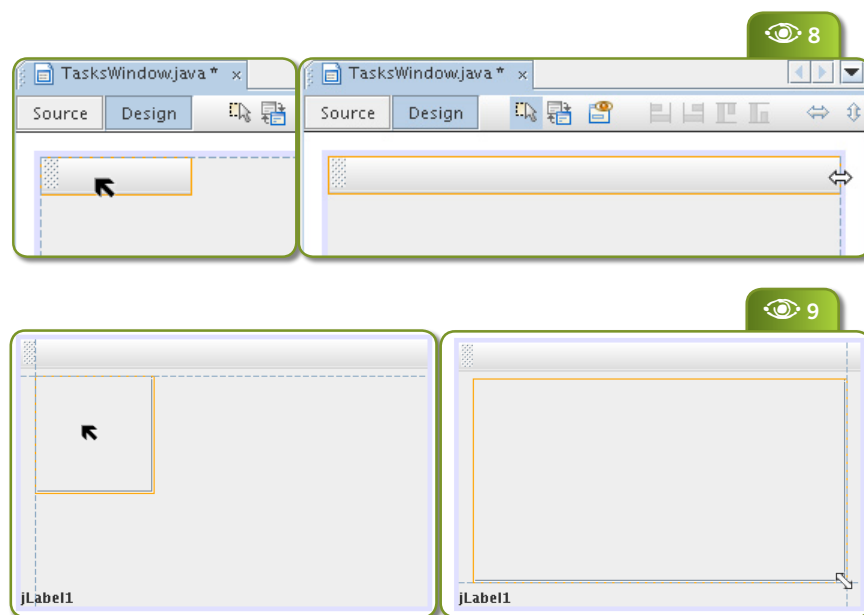 8
TasksWindow.java * x
TasksWindow.java * x
Source Design
Source Design
9
jLabel1
jLabel1